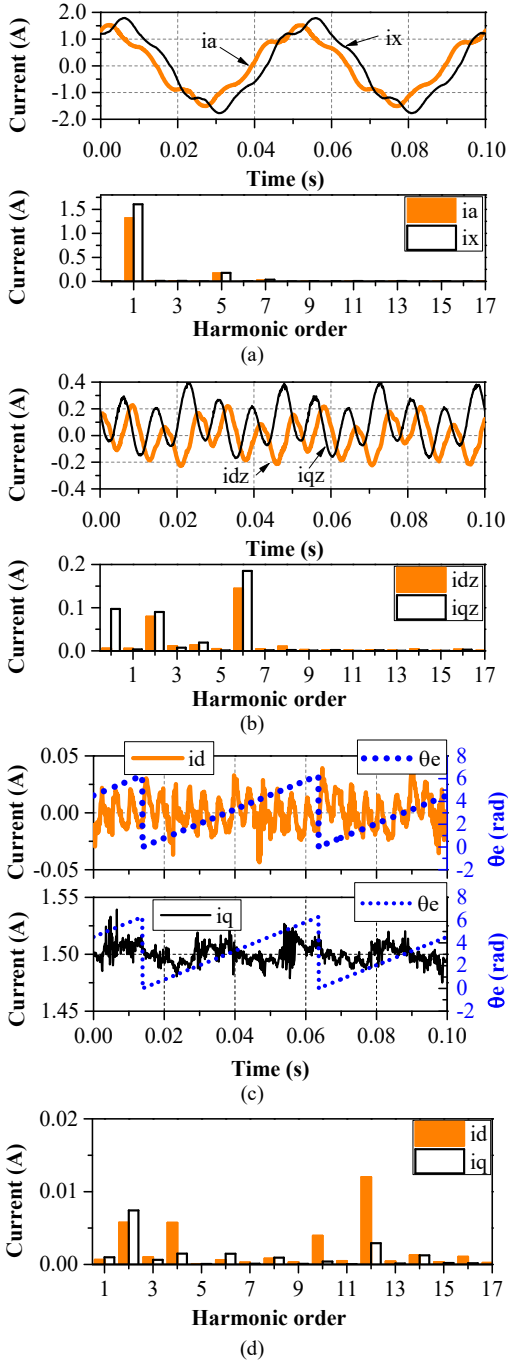 2.0
1.0
0.0
-1.0
-2.0
Current (A)
ia
ix
0.00 0.02 0.04 0.06 0.08 0.10
Time (s)
1.5
1.0
0.5
0.0
Current (A)
ia
ix
1 3 5 7 9 11 13 15 17
Harmonic order
(a)
0.4
0.2
0.0
-0.2
-0.4
Current (A)
idz
iqz
0.00 0.02 0.04 0.06 0.08 0.10
Time (s)
0.2
0.1
0.0
Current (A)
idz
iqz
1 3 5 7 9 11 13 15 17
Harmonic order
(b)
0.05
0.00
-0.05
Current (A)
id
θe
8
6
4
2
0
-2
θe (rad)
1.55
1.50
1.45
Current (A)
iq
θe
8
6
4
2
0
-2
θe (rad)
0.00 0.02 0.04 0.06 0.08 0.10
Time (s)
(c)
0.02
0.01
0.00
Current (A)
id
iq
1 3 5 7 9 11 13 15 17
Harmonic order
(d)